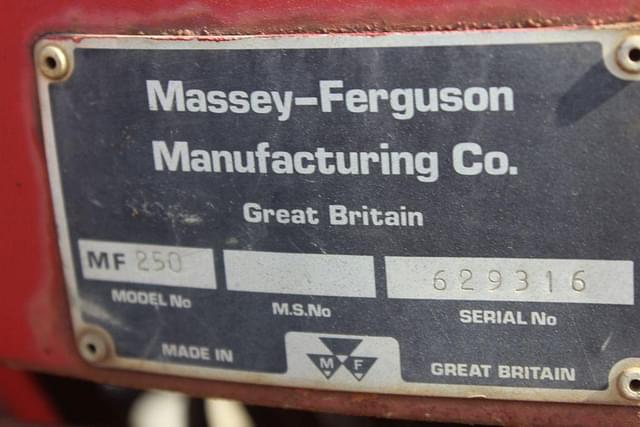 Massey-Ferguson
Manufacturing Co.
Great Britain
MF 250 629316
MODEL No M.S.No SERIAL No
MADE IN M F GREAT BRITAIN